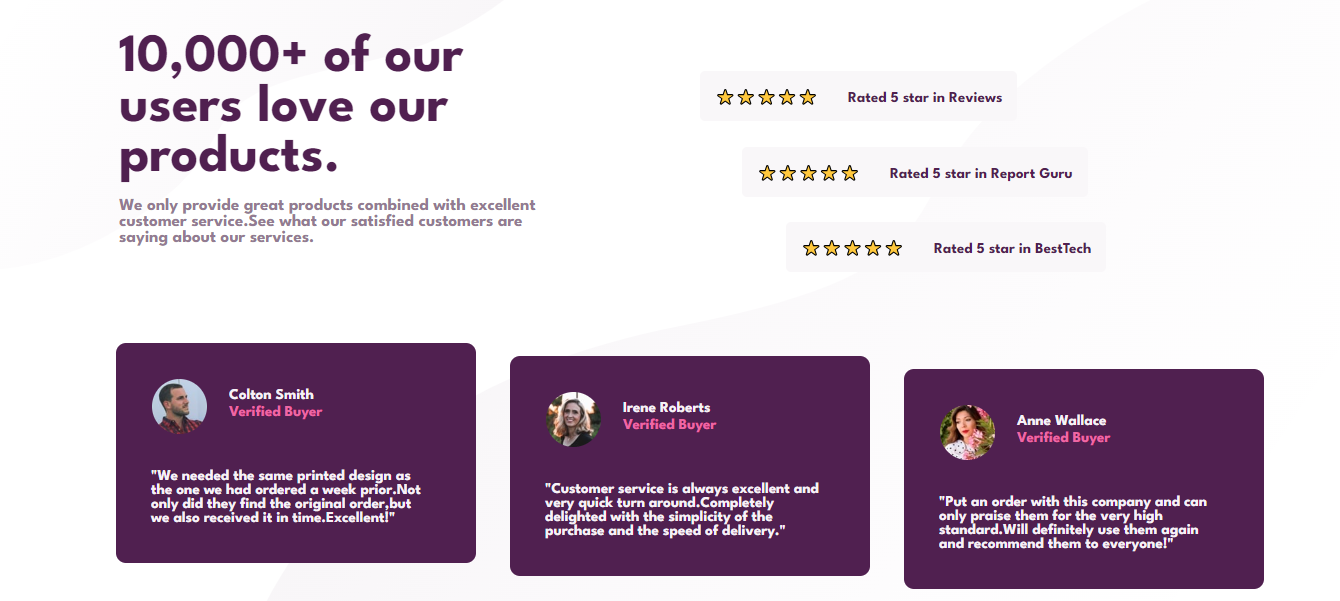 10,000+ of our
users love our
products.
We only provide great products combined with excellent
customer service.See what our satisfied customers are
saying about our services.
Rated 5 star in Reviews
Rated 5 star in Report Guru
Rated 5 star in BestTech
Colton Smith
Verified Buyer
"We needed the same printed design as
the one we had ordered a week prior.Not
only did they find the original order,but
we also received it in time.Excellent!"
Irene Roberts
Verified Buyer
"Customer service is always excellent and
very quick turn around.Completely
delighted with the simplicity of the
purchase and the speed of delivery."
Anne Wallace
Verified Buyer
"Put an order with this company and can
only praise them for the very high
standard.Will definitely use them again
and recommend them to everyone!"